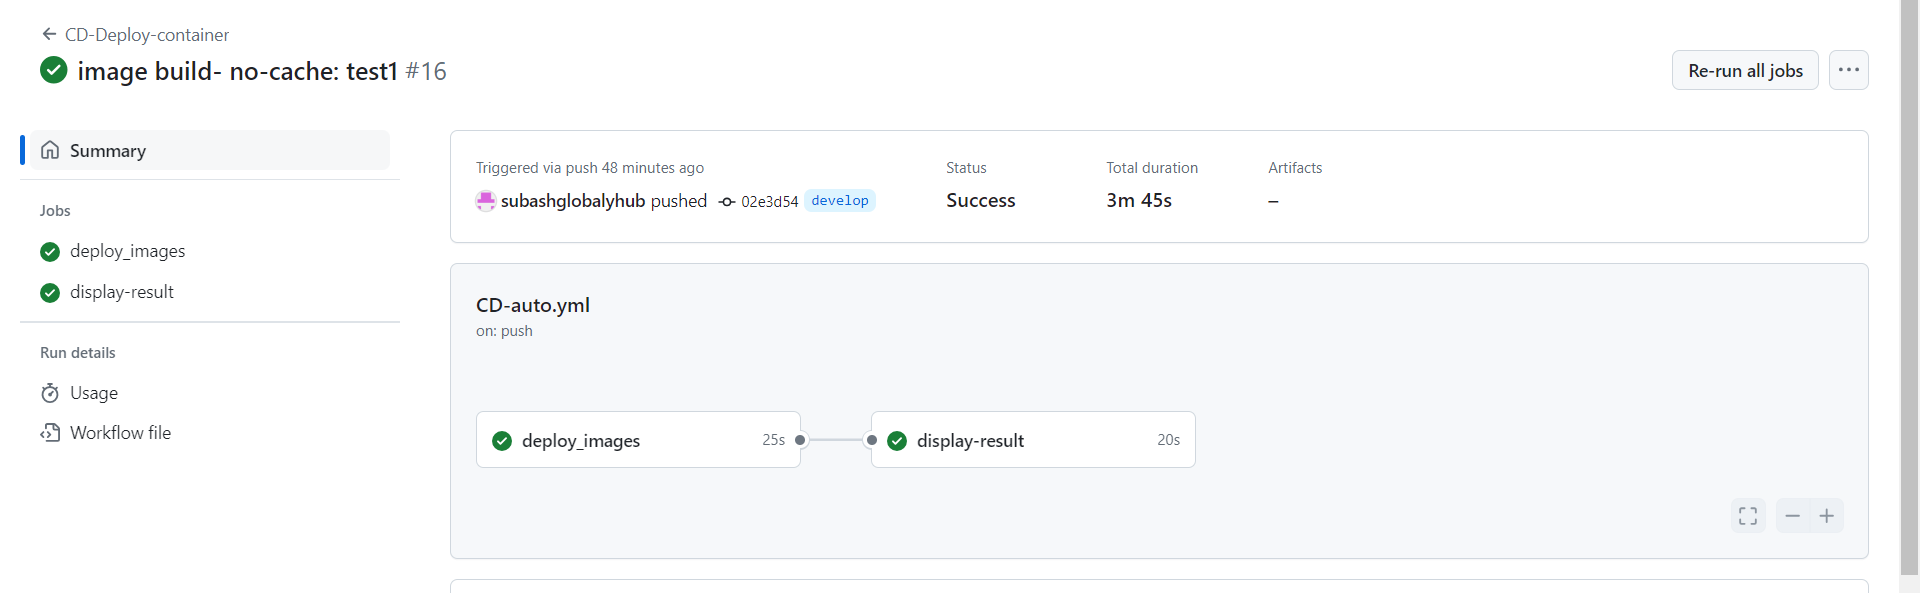 CD-Deploy-container
image build- no-cache: test1 #16
Re-run all jobs
Summary
Jobs
deploy_images
display-result
Run details
Usage
Workflow file
Triggered via push 48 minutes ago
subashglobalyhub pushed 02e3d54 develop
Status
Success
Total duration
3m 45s
Artifacts
–
CD-auto.yml
on: push
deploy_images 25s
display-result 20s